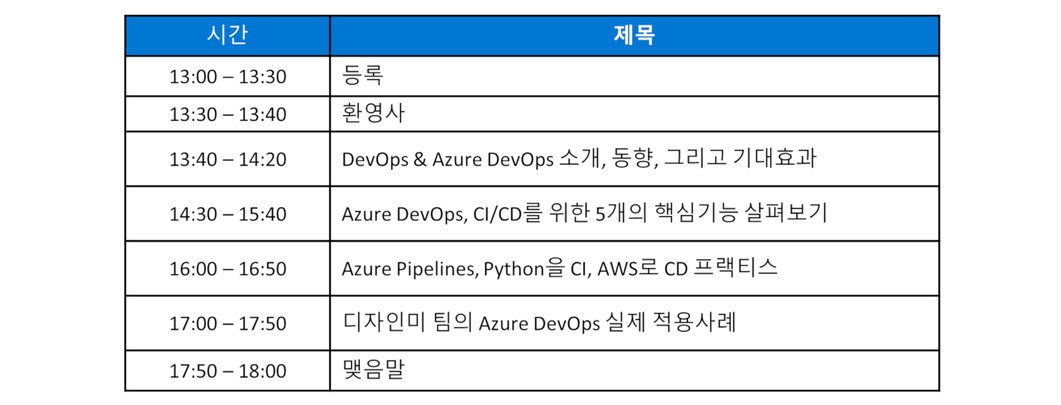 시간 제목
13:00 – 13:30 등록
13:30 – 13:40 환영사
13:40 – 14:20 DevOps & Azure DevOps 소개, 동향, 그리고 기대효과
14:30 – 15:40 Azure DevOps, CI/CD를 위한 5개의 핵심기능 살펴보기
16:00 – 16:50 Azure Pipelines, Python을 CI, AWS로 CD 프랙티스
17:00 – 17:50 디자인미 팀의 Azure DevOps 실제 적용사례
17:50 – 18:00 맺음말